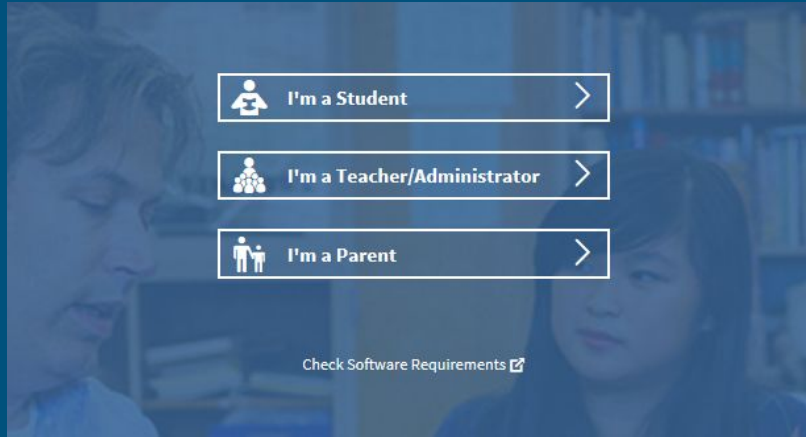 I'm a Student
I'm a Teacher/Administrator
I'm a Parent
Check Software Requirements